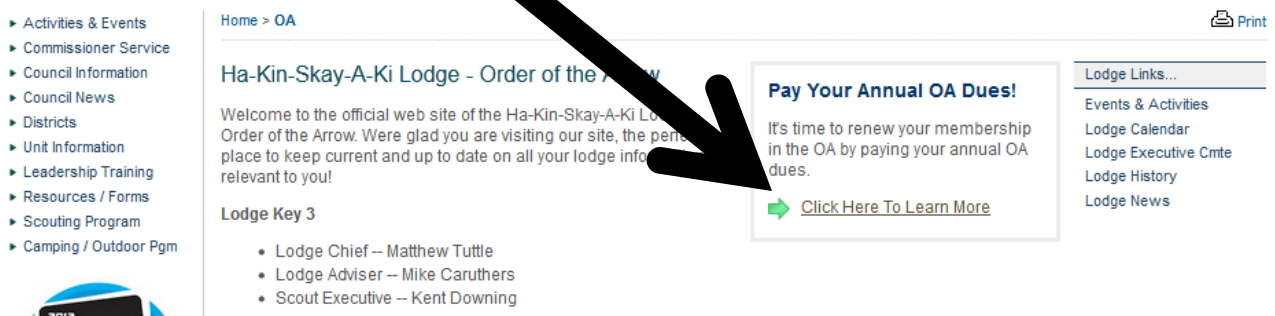 Activities & Events
Commissioner Service
Council Information
Council News
Districts
Unit Information
Leadership Training
Resources / Forms
Scouting Program
Camping / Outdoor Pgm
2013
Home > OA
Print
Ha-Kin-Skay-A-Ki Lodge - Order of the Arrow
Welcome to the official web site of the Ha-Kin-Skay-A-Ki
Order of the Arrow. Were glad you are visiting our site, the
place to keep current and up to date on all your lodge
relevant to you!
Lodge Key 3
Lodge Chief -- Matthew Tuttle
Lodge Adviser -- Mike Caruthers
Scout Executive -- Kent Downing
Pay Your Annual OA Dues!
It's time to renew your membership
in the OA by paying your annual OA
dues.
Click Here To Learn More
Lodge Links...
Events & Activities
Lodge Calendar
Lodge Executive Cmte
Lodge History
Lodge News